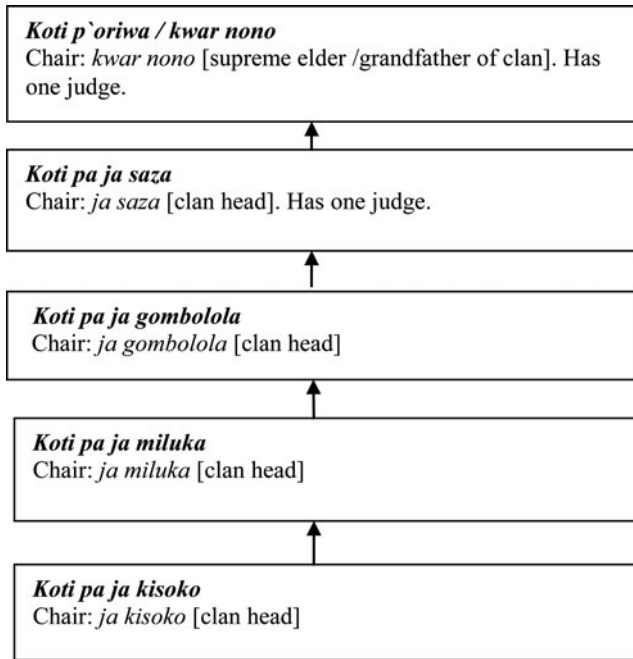 Koti p`oriwa / kwar nono
Chair: kwar nono [supreme elder /grandfather of clan]. Has
one judge.
Koti pa ja saza
Chair: ja saza [clan head]. Has one judge.
Koti pa ja gombolola
Chair: ja gombolola [clan head]
Koti pa ja miluka
Chair: ja miluka [clan head]
Koti pa ja kisoko
Chair: ja kisoko [clan head]